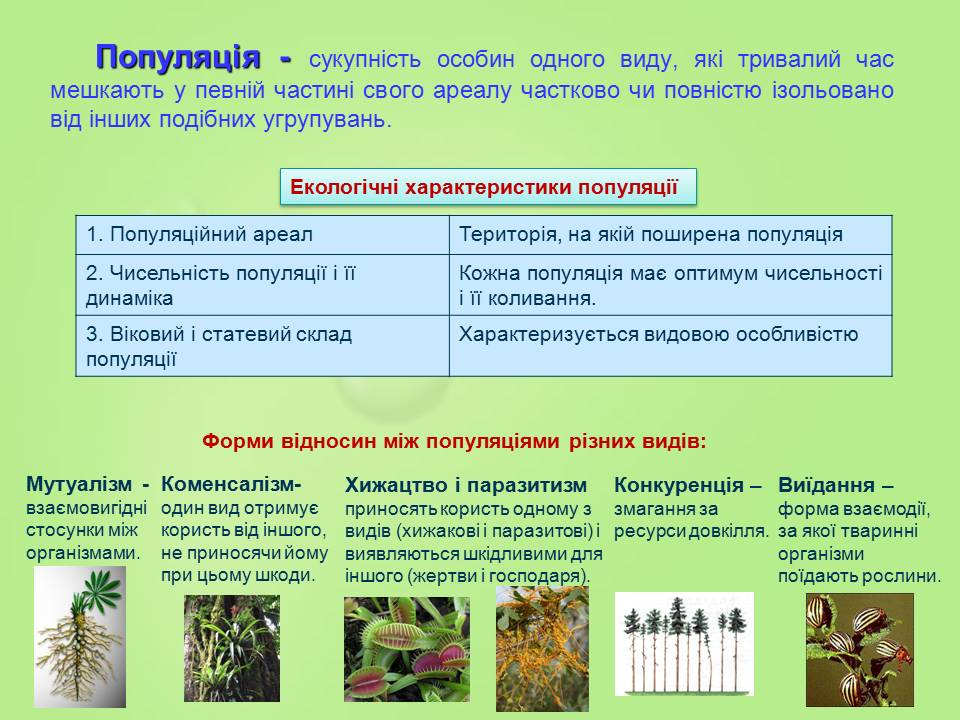 Популяція - сукупність особин одного виду, які тривалий час
мешкають у певній частині свого ареалу частково чи повністю ізольовано
від інших подібних угрупувань.
Екологічні характеристики популяції
1. Популяційний ареал
Територія, на якій поширена популяція
2. Чисельність популяції і її
динаміка
Кожна популяція має оптимум чисельності
і її коливання.
3. Віковий і статевий склад
популяції
Характеризується видовою особливістю
Форми відносин між популяціями різних видів:
Мутуалізм -
взаємовигідні
стосунки між
організмами.
Коменсалізм-
один вид отримує
користь від іншого,
не приносячи йому
при цьому шкоди.
Хижацтво і паразитизм
приносять користь одному з
видів (хижакові і паразитові) і
виявляються шкідливими для
іншого (жертви і господаря).
Конкуренція –
змагання за
ресурси довкілля.
Виїдання –
форма взаємодії,
за якої тваринні
організми
поїдають рослини.